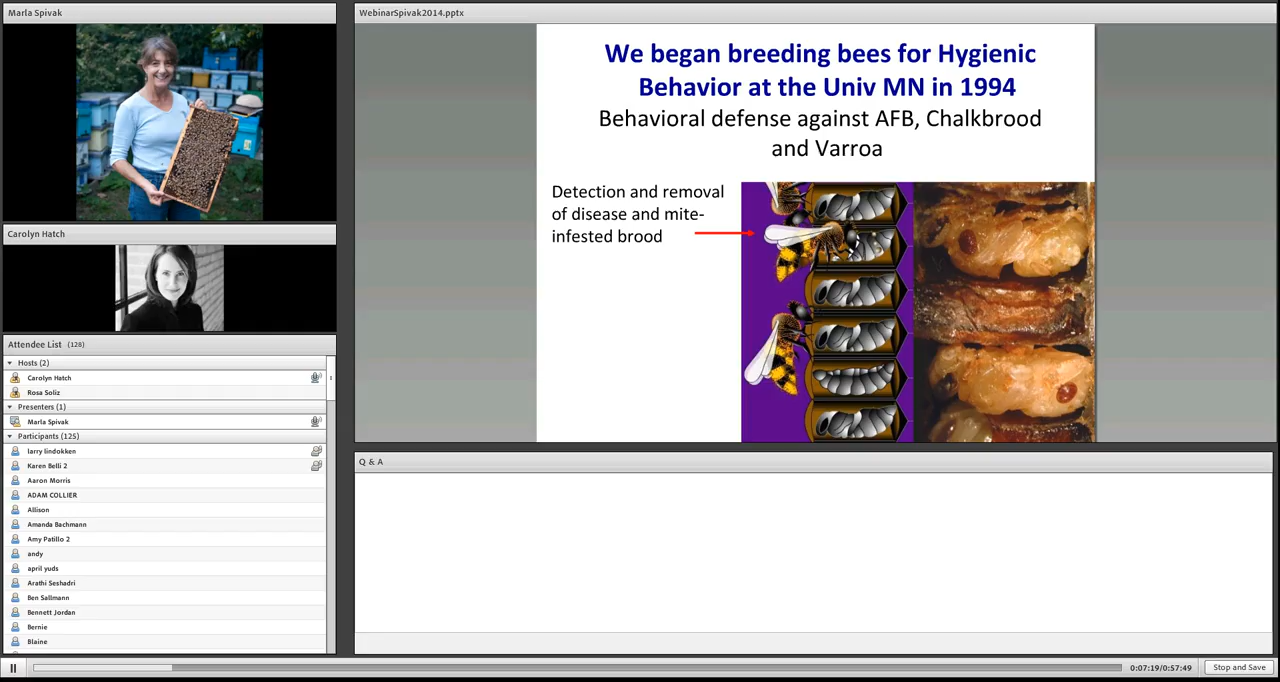 Marla Spivak
Carolyn Hatch
Attendee List (128)
Hosts (2)
Carolyn Hatch
Rosa Soliz
Presenters (1)
Marla Spivak
Participants (125)
larry lindokken
Karen Belli 2
Aaron Morris
ADAM COLLIER
Allison
Amanda Bachmann
Amy Patillo 2
andy
april yuds
Arathi Seshadri
Ben Sallmann
Bennett Jordan
Bernie
Blaine
WebinarSpivak2014.pptx
We began breeding bees for Hygienic
Behavior at the Univ MN in 1994
Behavioral defense against AFB, Chalkbrood
and Varroa
Detection and removal
of disease and mite-
infested brood
Q & A
0:07:19/0:57:49
Stop and Save